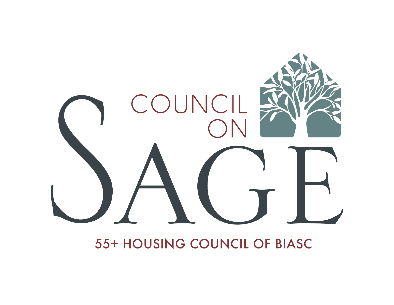 COUNCIL
ON
SAGE
55+ HOUSING COUNCIL OF BIASC